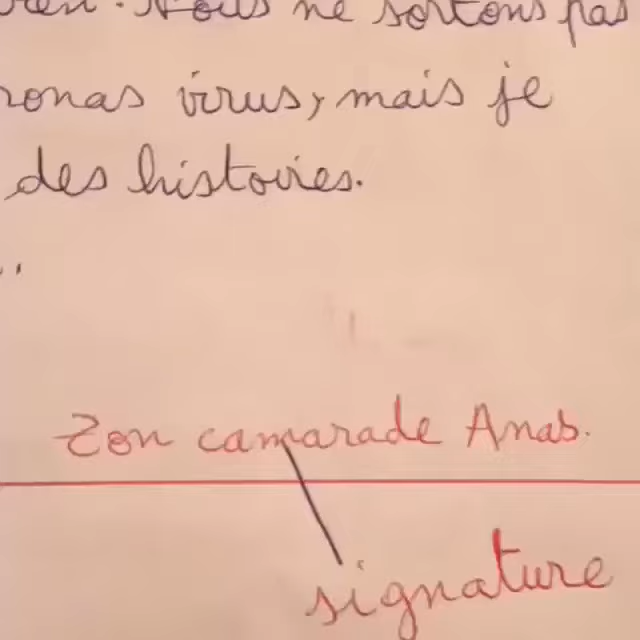 Nous ne sortons pas
ronas virus, mais je
des histoires.
..
Ton camarade Anas.
signature